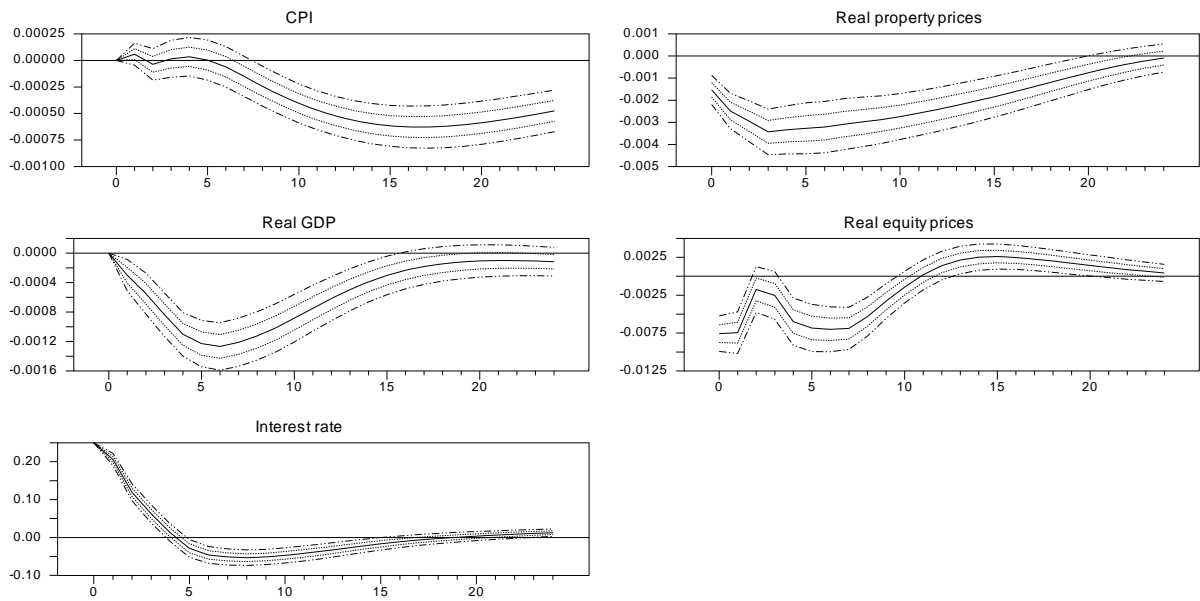 CPI
0.00025
0.00000
-0.00025
-0.00050
-0.00075
-0.00100
0 5 10 15 20
Real property prices
0.001
0.000
-0.001
-0.002
-0.003
-0.004
-0.005
0 5 10 15 20
Real GDP
0.0000
-0.0004
-0.0008
-0.0012
-0.0016
0 5 10 15 20
Real equity prices
0.0025
-0.0025
-0.0075
-0.0125
0 5 10 15 20
Interest rate
0.20
0.10
0.00
-0.10
0 5 10 15 20